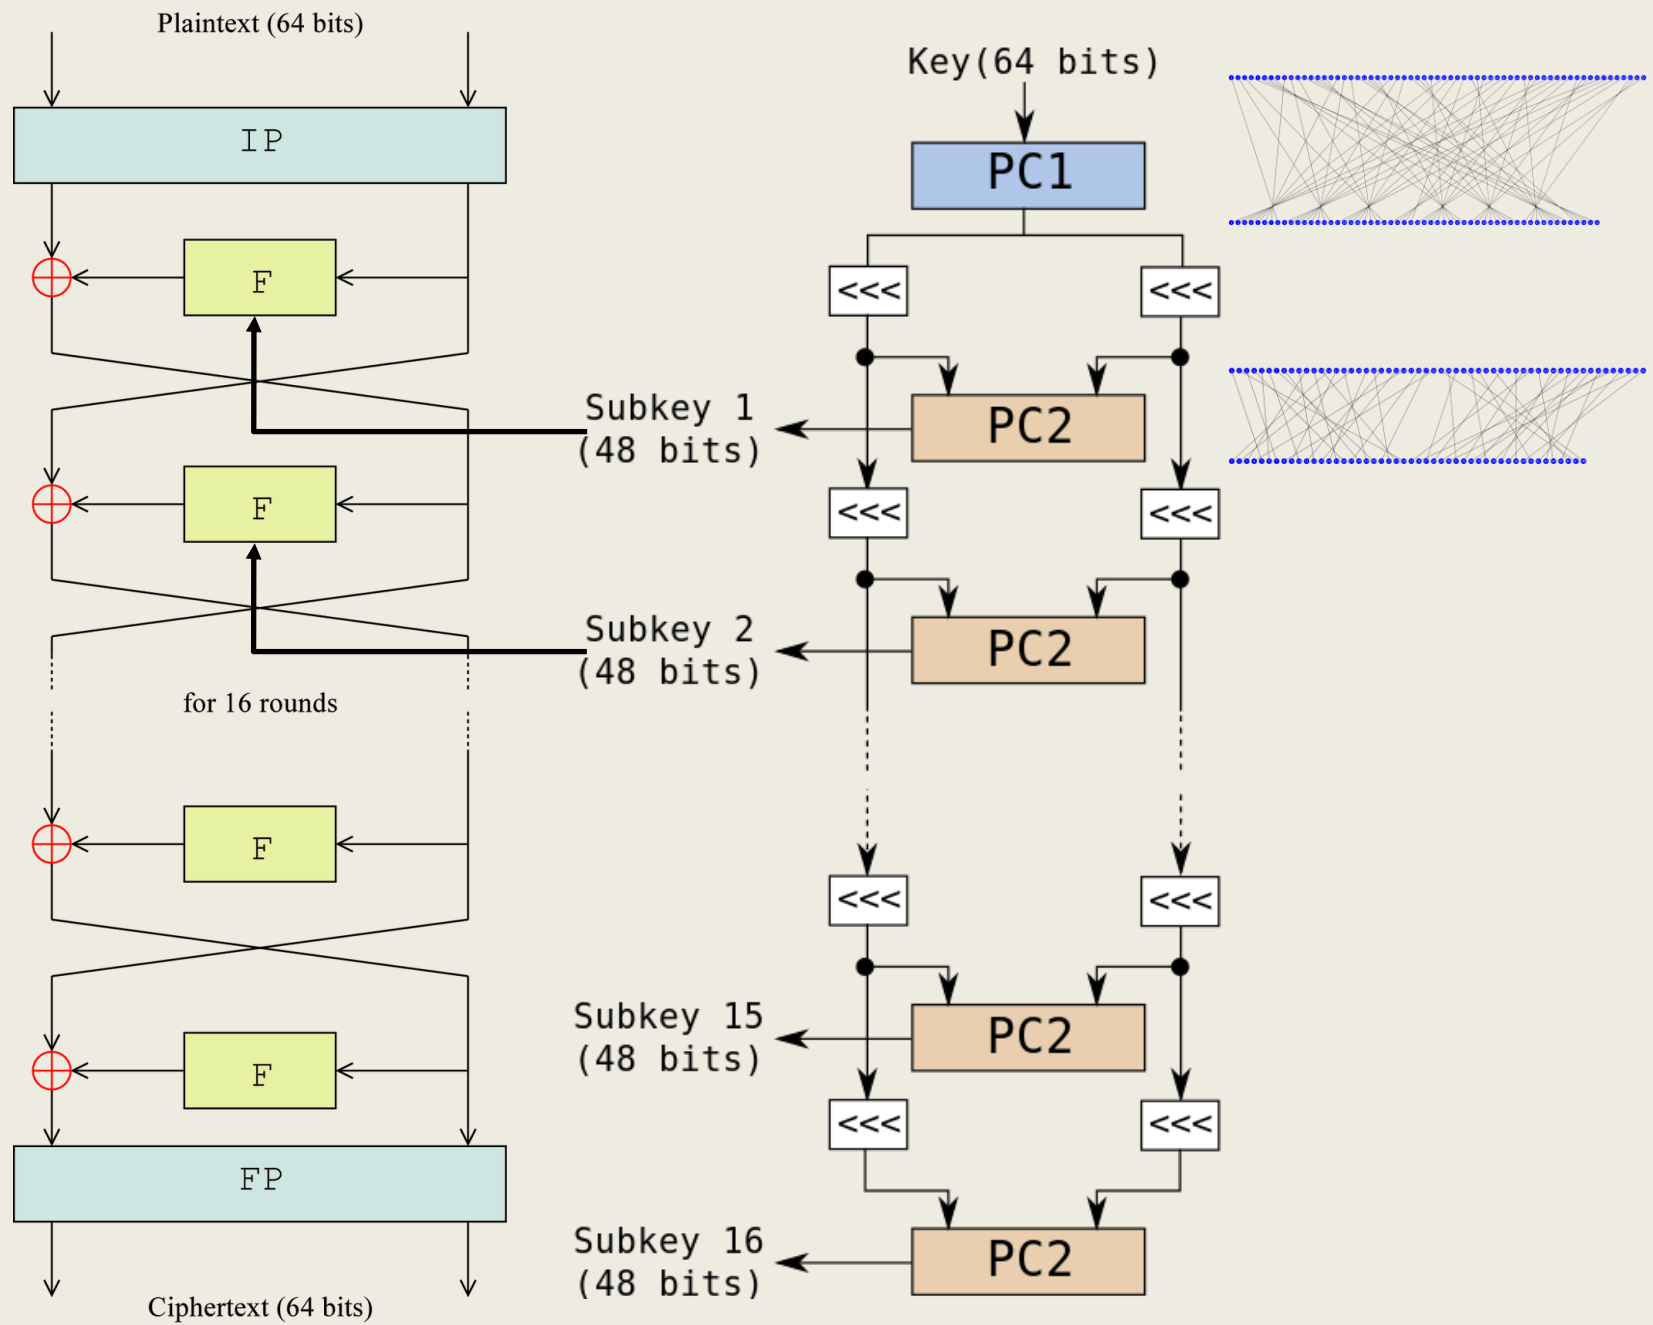 Plaintext (64 bits)
IP
F
F
for 16 rounds
F
F
FP
Ciphertext (64 bits)
Key(64 bits)
PC1
<<<
<<<
Subkey 1
(48 bits)
PC2
<<<
<<<
Subkey 2
(48 bits)
PC2
<<<
<<<
Subkey 15
(48 bits)
PC2
<<<
<<<
Subkey 16
(48 bits)
PC2